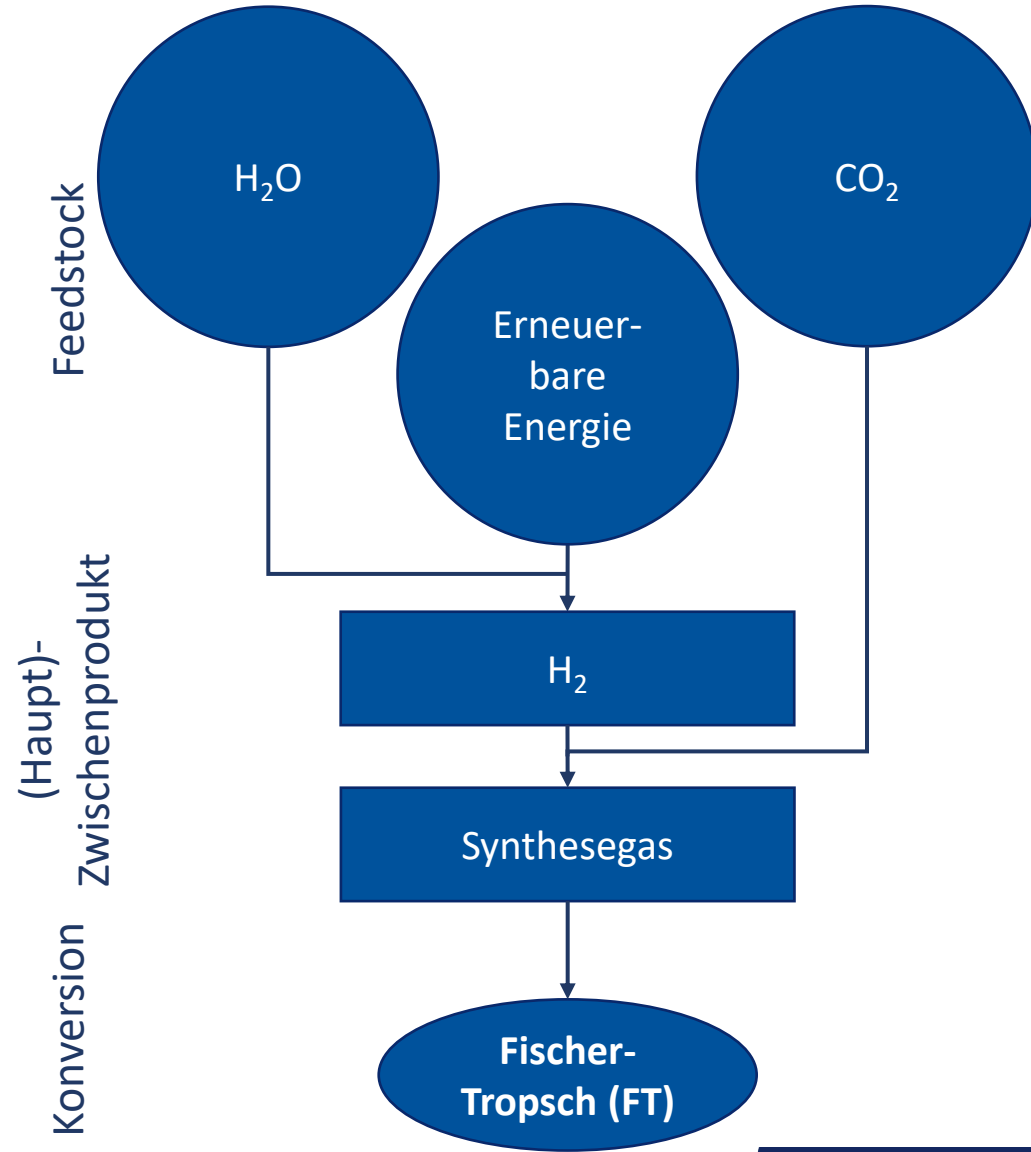 Feedstock
H₂O
CO₂
Erneuer-
bare
Energie
(Haupt)-
Zwischenprodukt
H₂
Synthesegas
Konversion
Fischer-
Tropsch (FT)